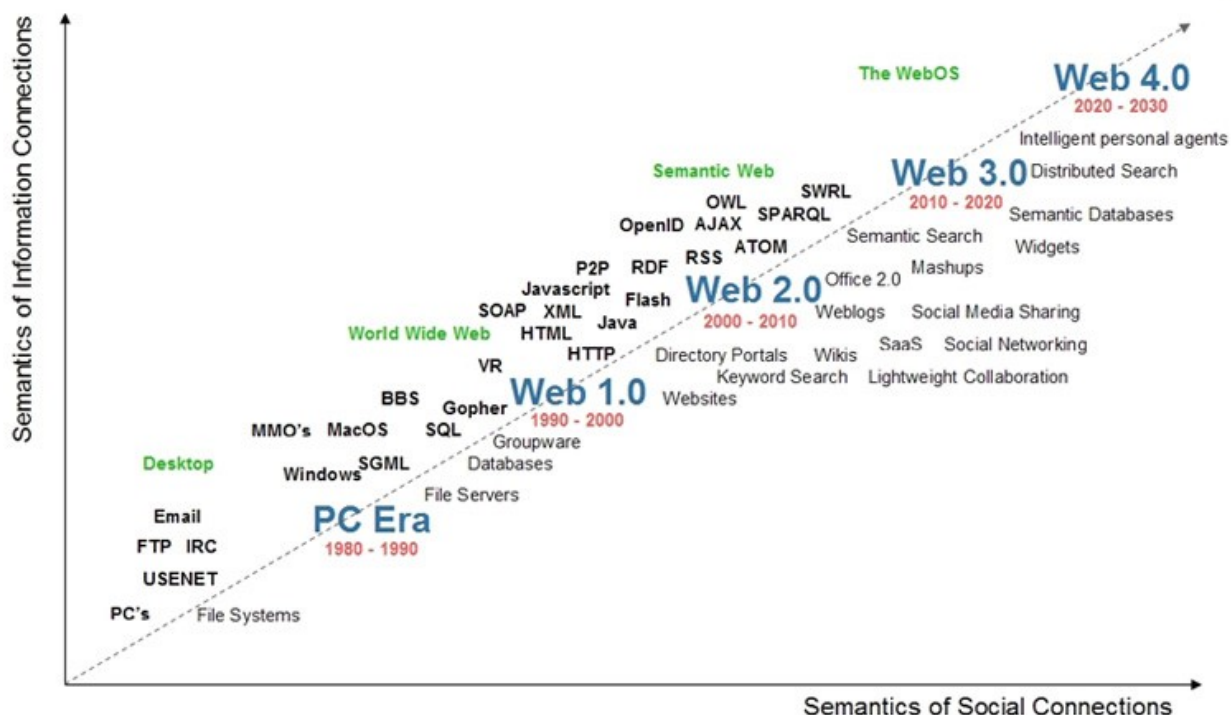 Semantics of Information Connections
The WebOS
Web 4.0
2020 - 2030
Intelligent personal agents
Semantic Web
Web 3.0
Distributed Search
2010 - 2020
SWRL
OWL
SPARQL
Semantic Databases
OpenID
AJAX
Semantic Search
ATOM
Widgets
RSS
P2P
RDF
Mashups
Office 2.0
Javascript
Web 2.0
Flash
SOAP
XML
2000 - 2010
Weblogs
Social Media Sharing
Java
World Wide Web
HTML
SaaS
Social Networking
HTTP
Directory Portals
Wikis
VR
Keyword Search
Lightweight Collaboration
Web 1.0
BBS
Websites
Gopher
1990 - 2000
MMO's
MacOS
SQL
Groupware
Desktop
SGML
Databases
Windows
File Servers
Email
PC Era
1980 - 1990
FTP
IRC
USENET
PC's
File Systems
Semantics of Social Connections